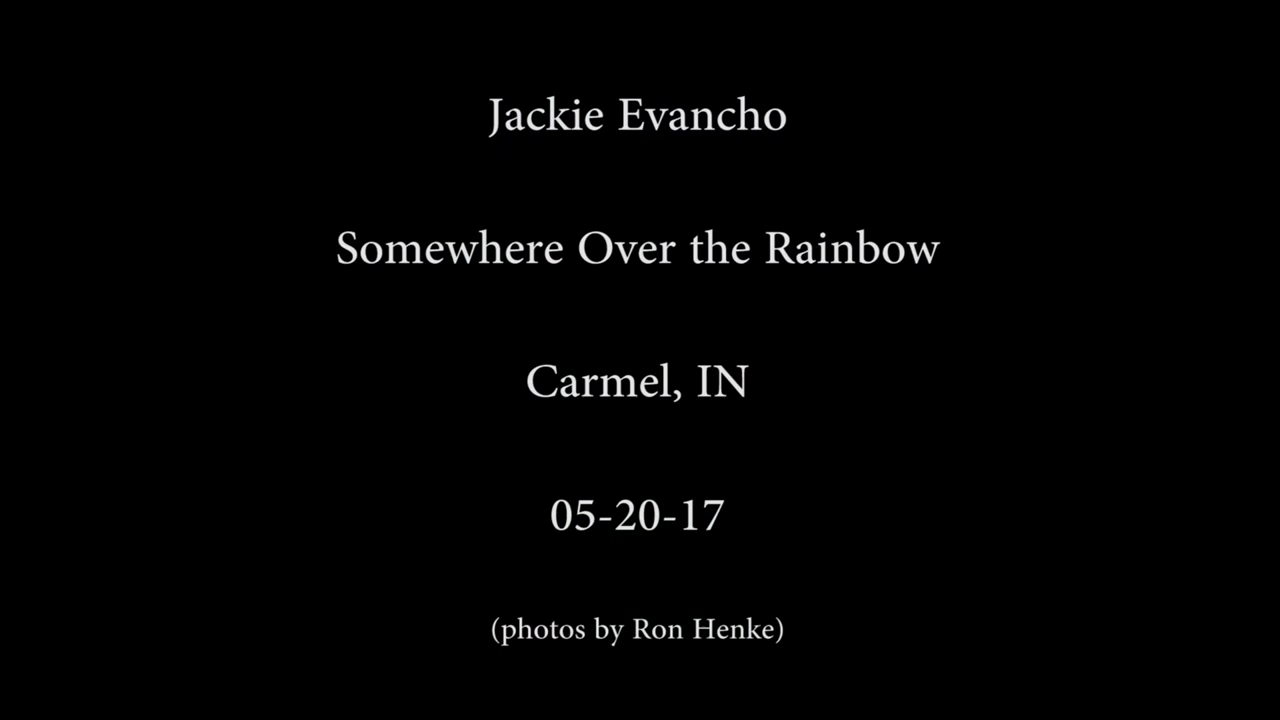 Jackie Evancho
Somewhere Over the Rainbow
Carmel, IN
05-20-17
(photos by Ron Henke)